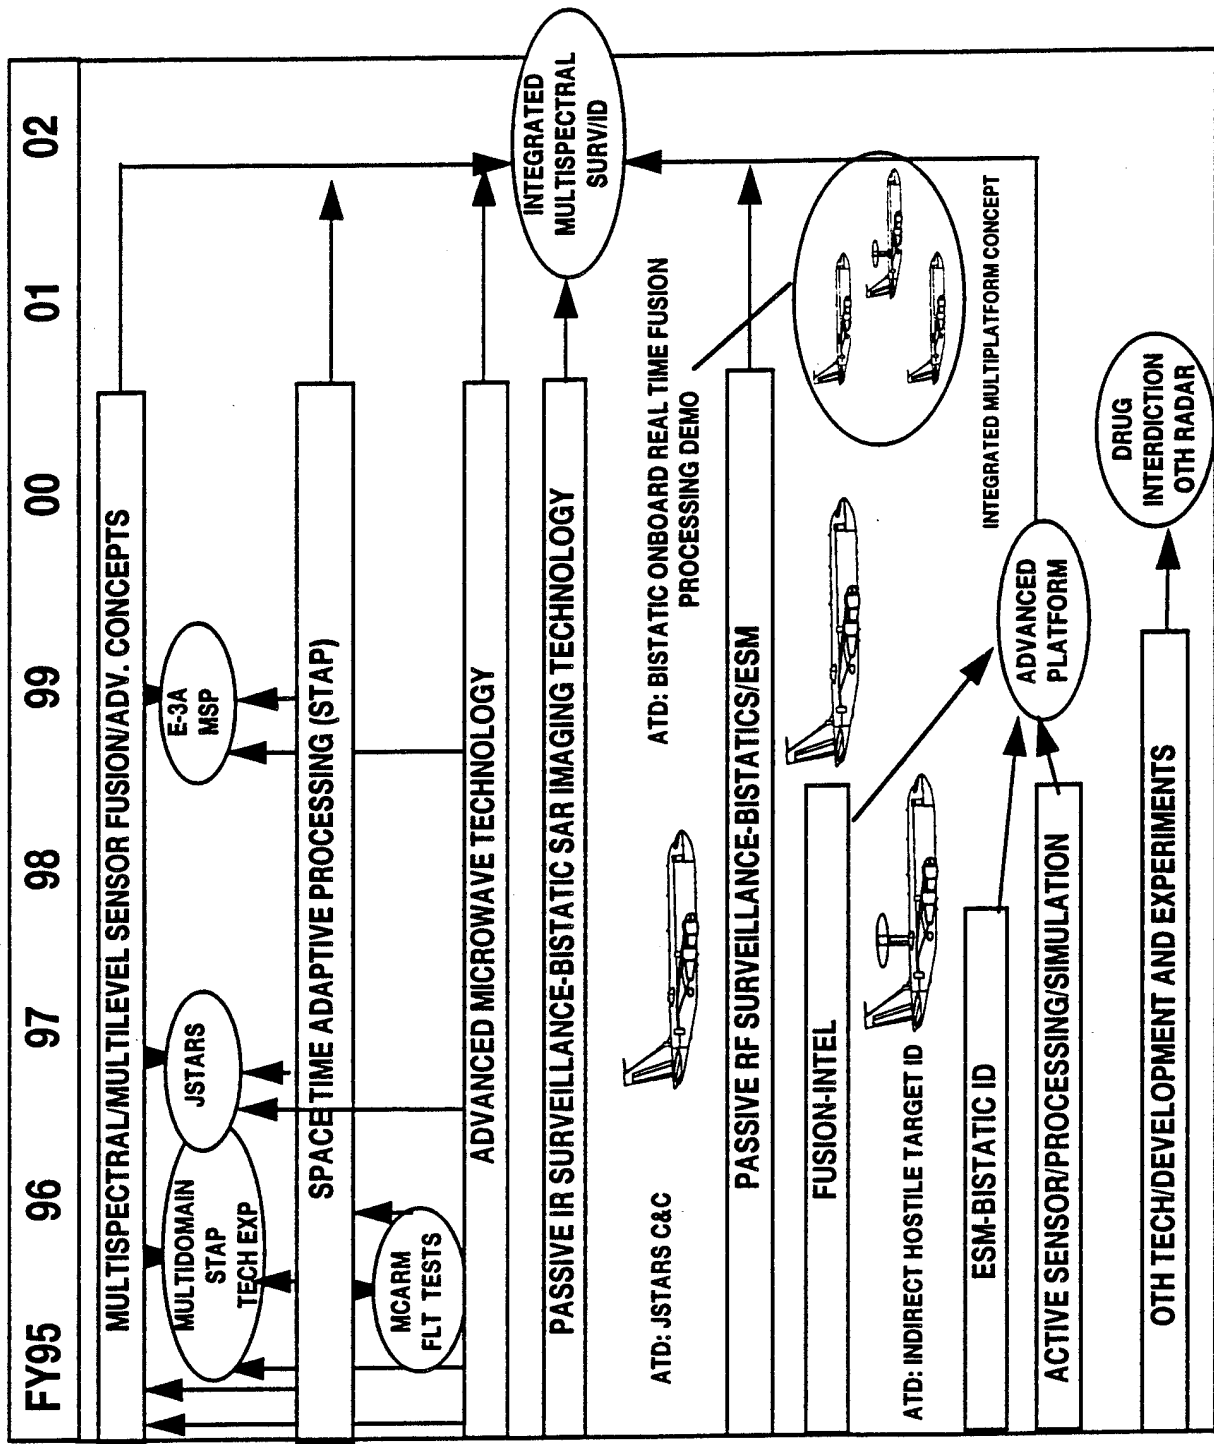 FY95 96 97 98 99 00 01 02
MULTISPECTRAL/MULTILEVEL SENSOR FUSION/ADV. CONCEPTS
MULTIDOMAIN
STAP
TECH EXP
JSTARS
E-3A
MSP
SPACE TIME ADAPTIVE PROCESSING (STAP)
MCARM
FLT TESTS
ADVANCED MICROWAVE TECHNOLOGY
INTEGRATED
MULTISPECTRAL
SURV/ID
PASSIVE IR SURVEILLANCE-BISTATIC SAR IMAGING TECHNOLOGY
ATD: JSTARS C&C
ATD: BISTATIC ONBOARD REAL TIME FUSION
PROCESSING DEMO
PASSIVE RF SURVEILLANCE-BISTATICS/ESM
FUSION-INTEL
ATD: INDIRECT HOSTILE TARGET ID
INTEGRATED MULTIPLATFORM CONCEPT
ESM-BISTATIC ID
ADVANCED
PLATFORM
ACTIVE SENSOR/PROCESSING/SIMULATION
DRUG
INTERDICTION
OTH RADAR
OTH TECH/DEVELOPMENT AND EXPERIMENTS